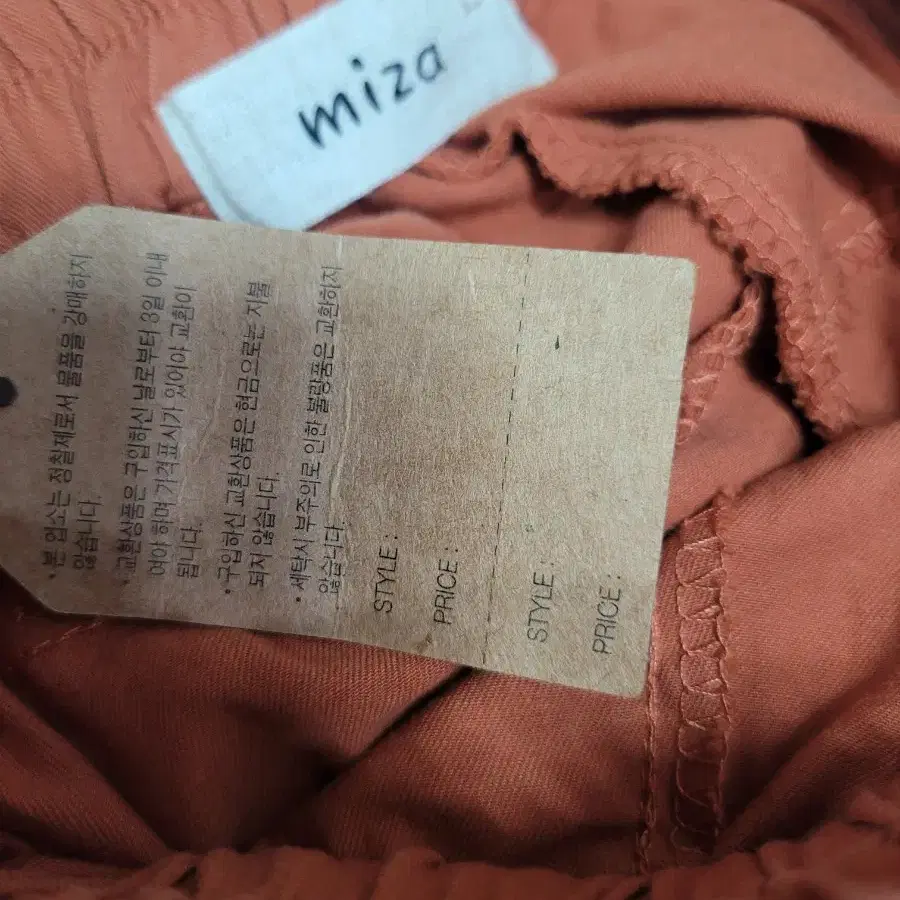 miza
• 본 업소는 정찰제로서 물품을 강매하지
않습니다.
• 교환상품은 구입하신 날로부터 3일 이내
여야 하며 가격표시가 있어야 교환이
됩니다.
• 구입하신 교환상품은 현금으로는 지불
되지 않습니다.
• 세탁시 부주의로 인한 불량품은 교환하지
않습니다.
STYLE :
PRICE :
STYLE :
PRICE :